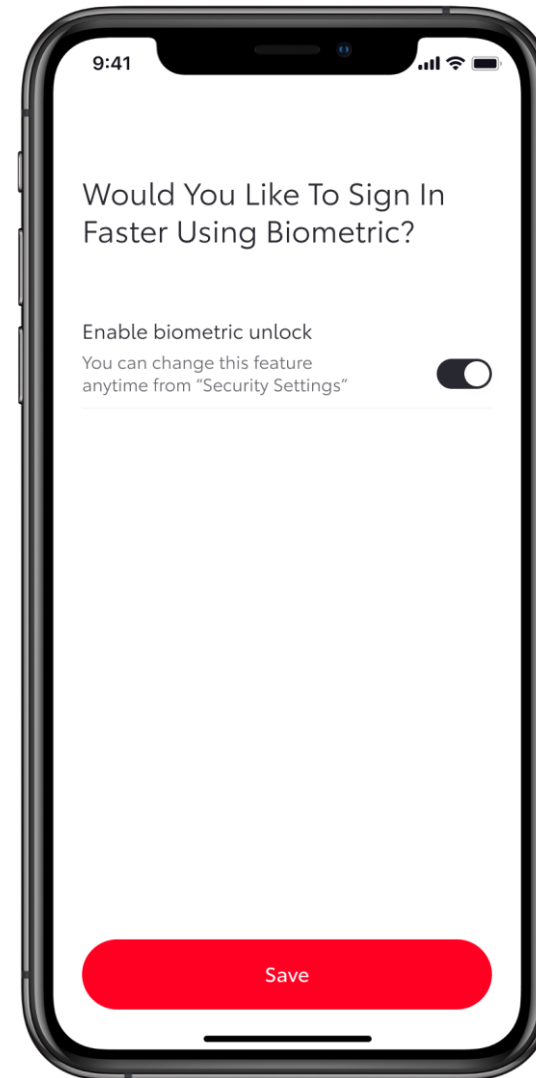 9:41
Would You Like To Sign In
Faster Using Biometric?
Enable biometric unlock
You can change this feature
anytime from “Security Settings”
Save